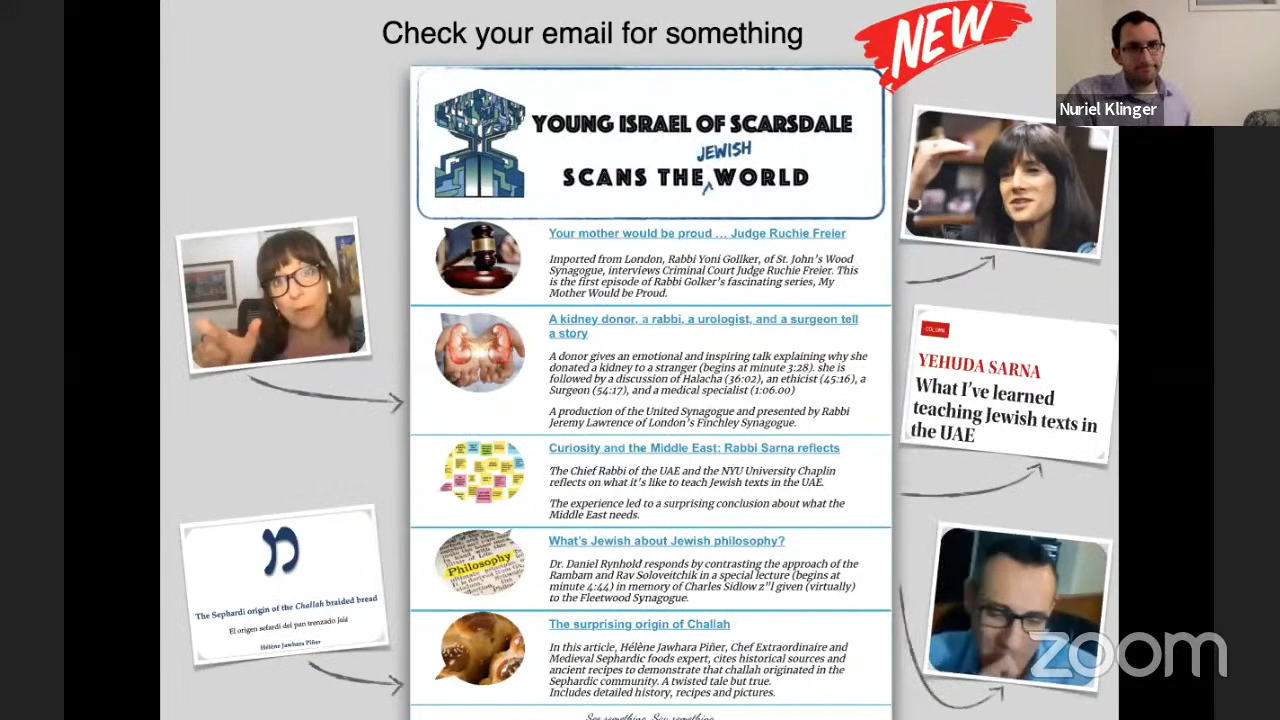 Check your email for something
NEW
Nuriel Klinger
YOUNG ISRAEL OF SCARSDALE
JEWISH
SCANS THE ^ WORLD
Your mother would be proud … Judge Ruchie Freier
Imported from London, Rabbi Yoni Gollker, of St. John's Wood
Synagogue, interviews Criminal Court Judge Ruchie Freier. This
is the first episode of Rabbi Golker's fascinating series, My
Mother Would be Proud.
A kidney donor, a rabbi, a urologist, and a surgeon tell
a story
A donor gives an emotional and inspiring talk explaining why she
donated a kidney to a stranger (begins at minute 3:28). she is
followed by a discussion of Halacha (36:02), an ethicist (45:16), a
Surgeon (54:17), and a medical specialist (1:06.00)
A production of the United Synagogue and presented by Rabbi
Jeremy Lawrence of London's Finchley Synagogue.
Curiosity and the Middle East: Rabbi Sarna reflects
The Chief Rabbi of the UAE and the NYU University Chaplin
reflects on what it's like to teach Jewish texts in the UAE.
The experience led to a surprising conclusion about what the
Middle East needs.
What's Jewish about Jewish philosophy?
Dr. Daniel Rynhold responds by contrasting the approach of the
Rambam and Rav Soloveitchik in a special lecture (begins at
minute 4:44) in memory of Charles Sidlow z"l given (virtually)
to the Fleetwood Synagogue.
Philosophy
The surprising origin of Challah
In this article, Hélène Jawhara Piñer, Chef Extraordinaire and
Medieval Sephardic foods expert, cites historical sources and
ancient recipes to demonstrate that challah originated in the
Sephardic community. A twisted tale but true.
Includes detailed history, recipes and pictures.
See something. Say something.
COLUMN
YEHUDA SARNA
What I've learned
teaching Jewish texts in
the UAE
מ
The Sephardi origin of the Challah braided bread
El origen sefardí del pan trenzado Jalá
Hélène Jawhara Piñer
zoom